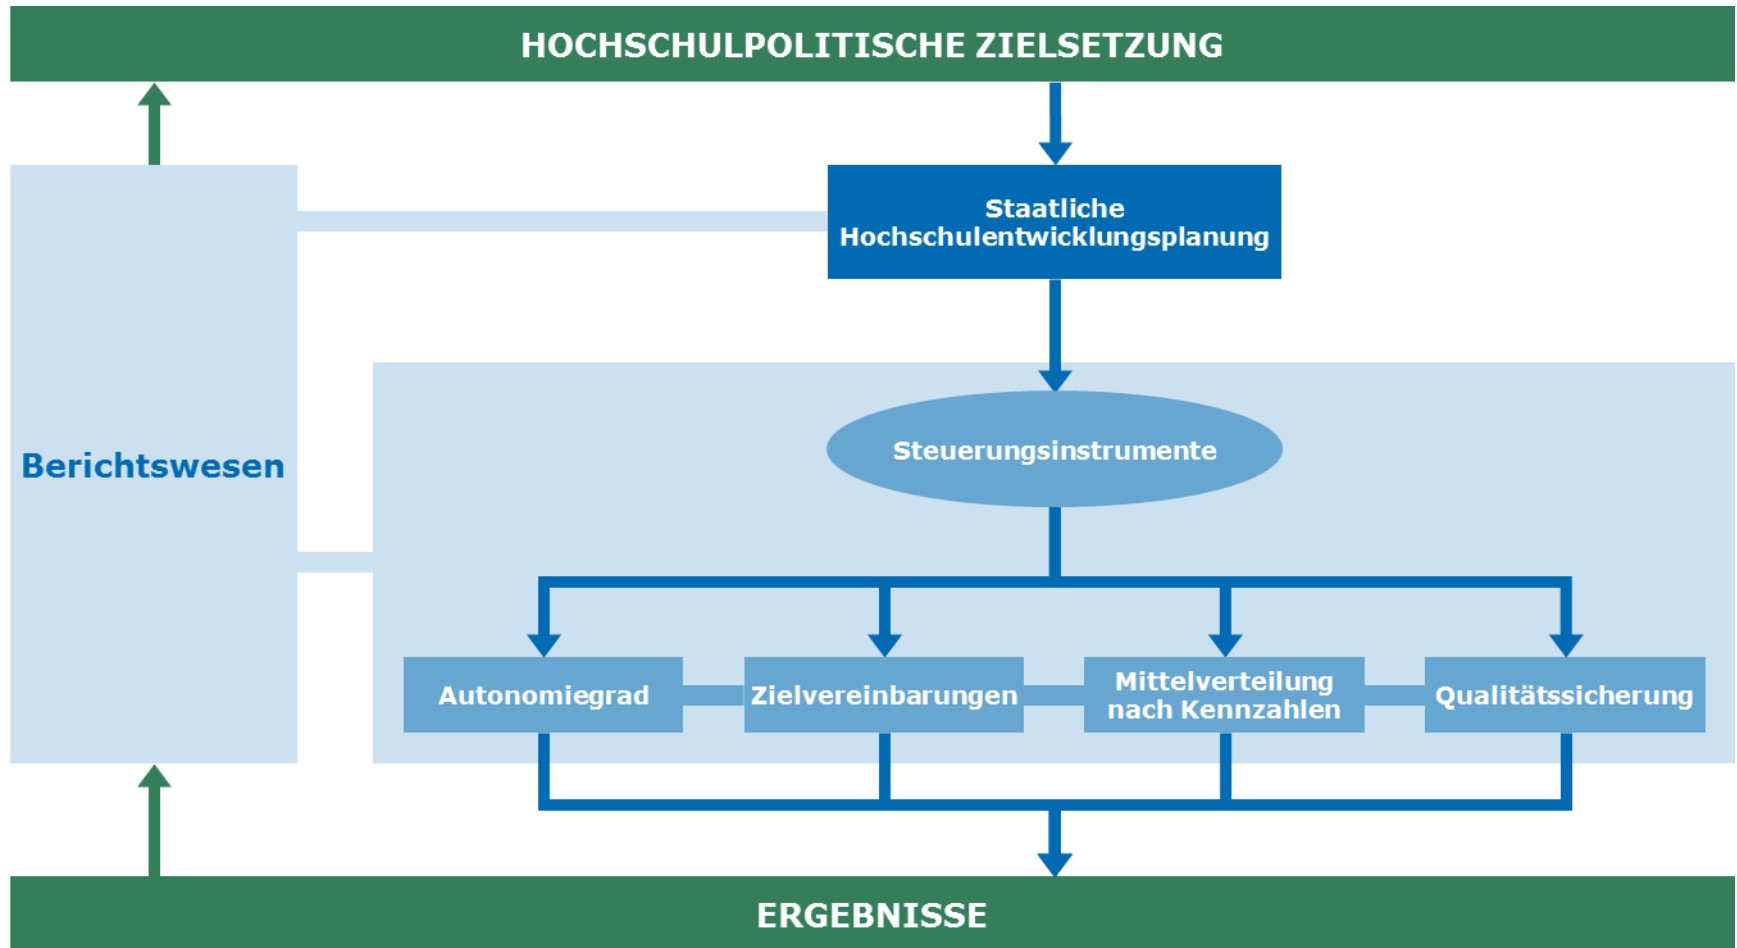 HOCHSCHULPOLITISCHE ZIELSETZUNG
Staatliche
Hochschulentwicklungsplanung
Steuerungsinstrumente
Berichtswesen
Autonomiegrad
Zielvereinbarungen
Mittelverteilung
nach Kennzahlen
Qualitätssicherung
ERGEBNISSE